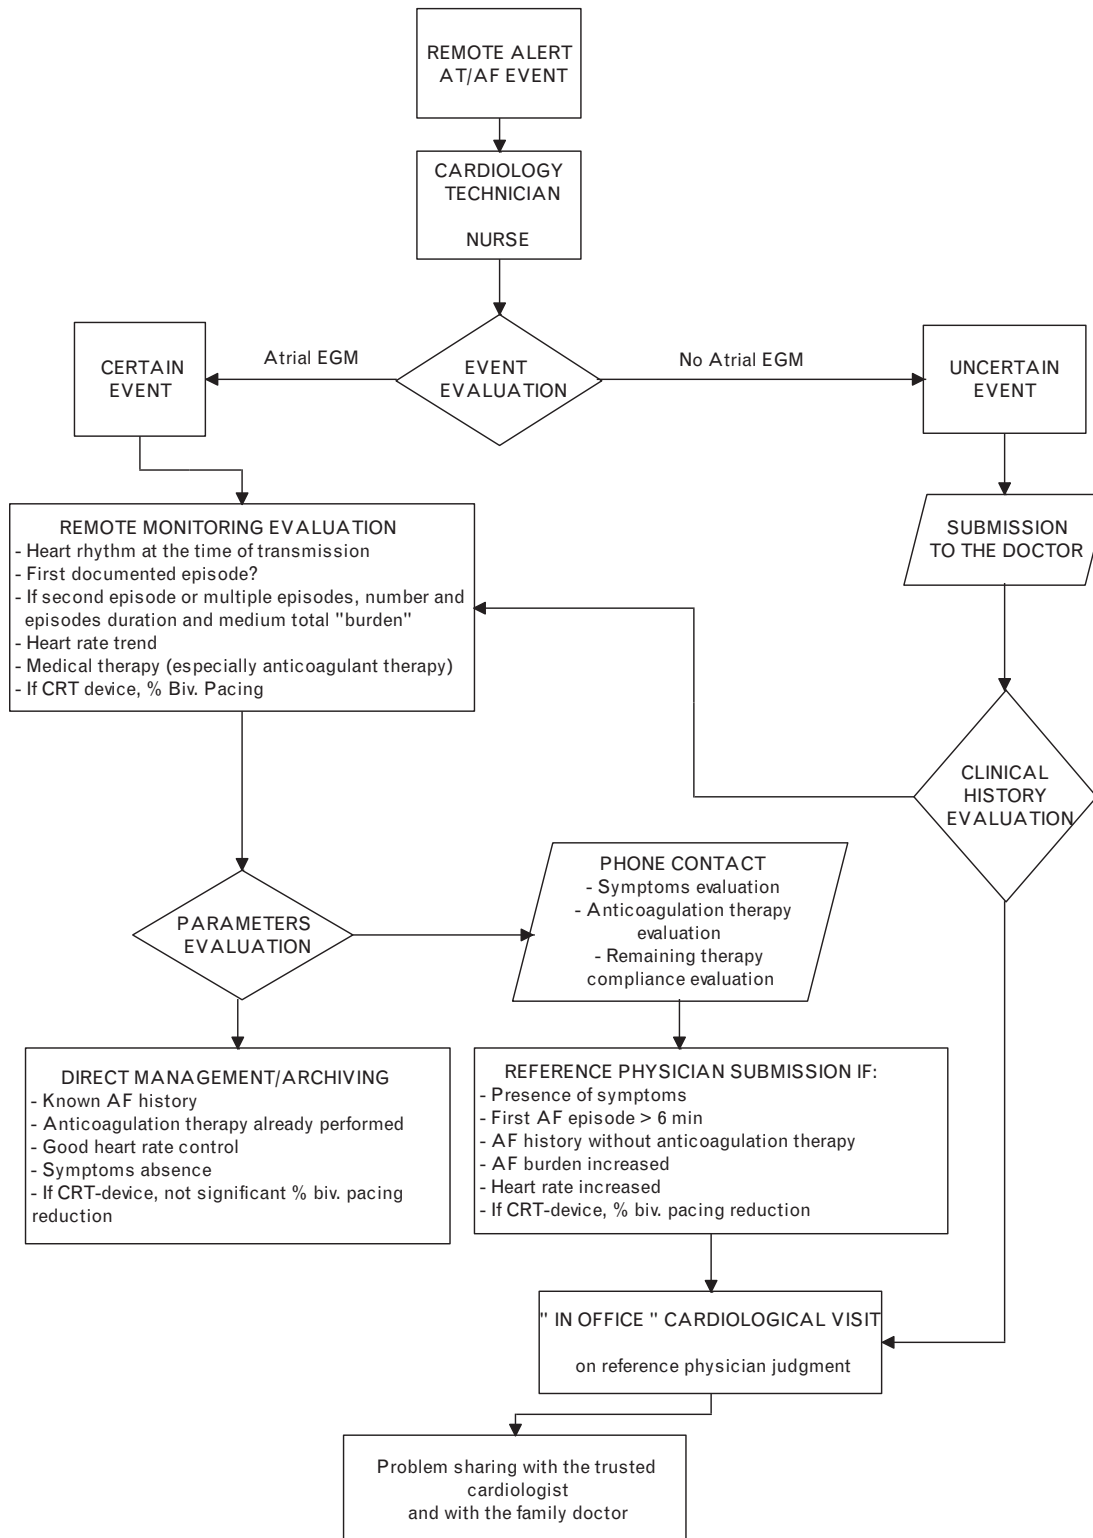 REMOTE ALERT
AT/AF EVENT
CARDIOLOGY
TECHNICIAN
NURSE
CERTAIN
EVENT
Atrial EGM
EVENT
EVALUATION
No Atrial EGM
UNCERTAIN
EVENT
REMOTE MONITORING EVALUATION
- Heart rhythm at the time of transmission
- First documented episode?
- If second episode or multiple episodes, number and
episodes duration and medium total "burden"
- Heart rate trend
- Medical therapy (especially anticoagulant therapy)
- If CRT device, % Biv. Pacing
SUBMISSION
TO THE DOCTOR
CLINICAL
HISTORY
EVALUATION
PARAMETERS
EVALUATION
PHONE CONTACT
- Symptoms evaluation
- Anticoagulation therapy
evaluation
- Remaining therapy
compliance evaluation
DIRECT MANAGEMENT/ARCHIVING
- Known AF history
- Anticoagulation therapy already performed
- Good heart rate control
- Symptoms absence
- If CRT-device, not significant % biv. pacing
reduction
REFERENCE PHYSICIAN SUBMISSION IF:
- Presence of symptoms
- First AF episode > 6 min
- AF history without anticoagulation therapy
- AF burden increased
- Heart rate increased
- If CRT-device, % biv. pacing reduction
" IN OFFICE " CARDIOLOGICAL VISIT
on reference physician judgment
Problem sharing with the trusted
cardiologist
and with the family doctor